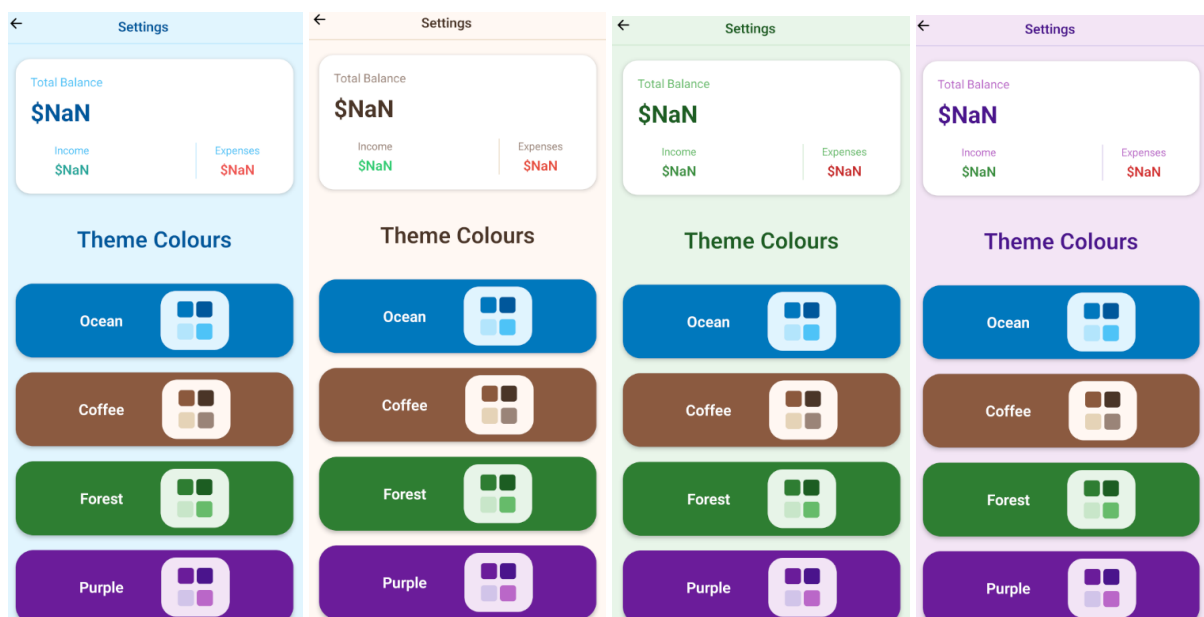 Settings
Total Balance
$NaN
Income
Expenses
$NaN
$NaN
Theme Colours
Ocean
Coffee
Forest
Purple
Settings
Total Balance
$NaN
Income
Expenses
$NaN
$NaN
Theme Colours
Ocean
Coffee
Forest
Purple
Settings
Total Balance
$NaN
Income
Expenses
$NaN
$NaN
Theme Colours
Ocean
Coffee
Forest
Purple
Settings
Total Balance
$NaN
Income
Expenses
$NaN
$NaN
Theme Colours
Ocean
Coffee
Forest
Purple